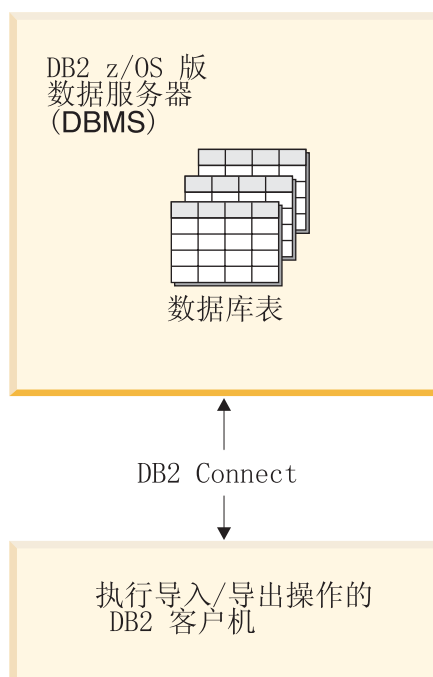 DB2 z/OS 版
数据服务器
(DBMS)
数据库表
DB2 Connect
执行导入/导出操作的
DB2 客户机